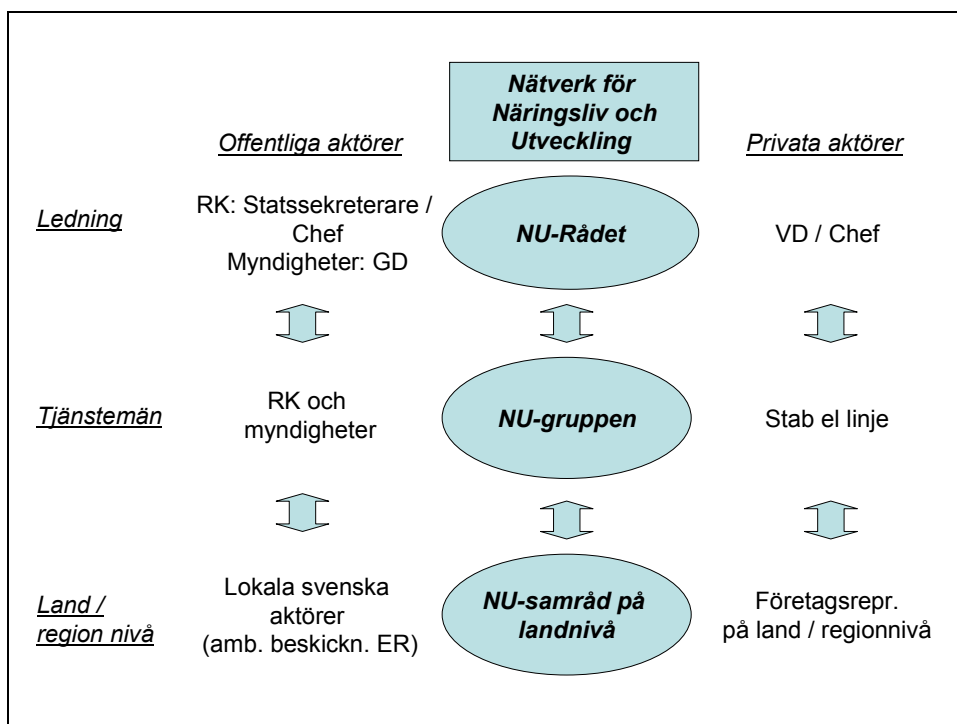 Nätverk för
Näringsliv och
Utveckling
Offentliga aktörer
Privata aktörer
Ledning
RK: Statssekreterare /
Chef
Myndigheter: GD
NU-Rådet
VD / Chef
Tjänstemän
RK och
myndigheter
NU-gruppen
Stab el linje
Land /
region nivå
Lokala svenska
aktörer
(amb. beskickn. ER)
NU-samråd på
landnivå
Företagsrepr.
på land / regionnivå